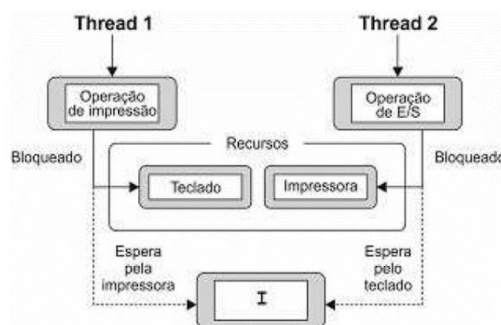 Thread 1
Thread 2
Operação
de impressão
Operação
de E/S
Bloqueado
Recursos
Bloqueado
Teclado
Impressora
Espera
pela
impressora
Espera
pelo
teclado
I